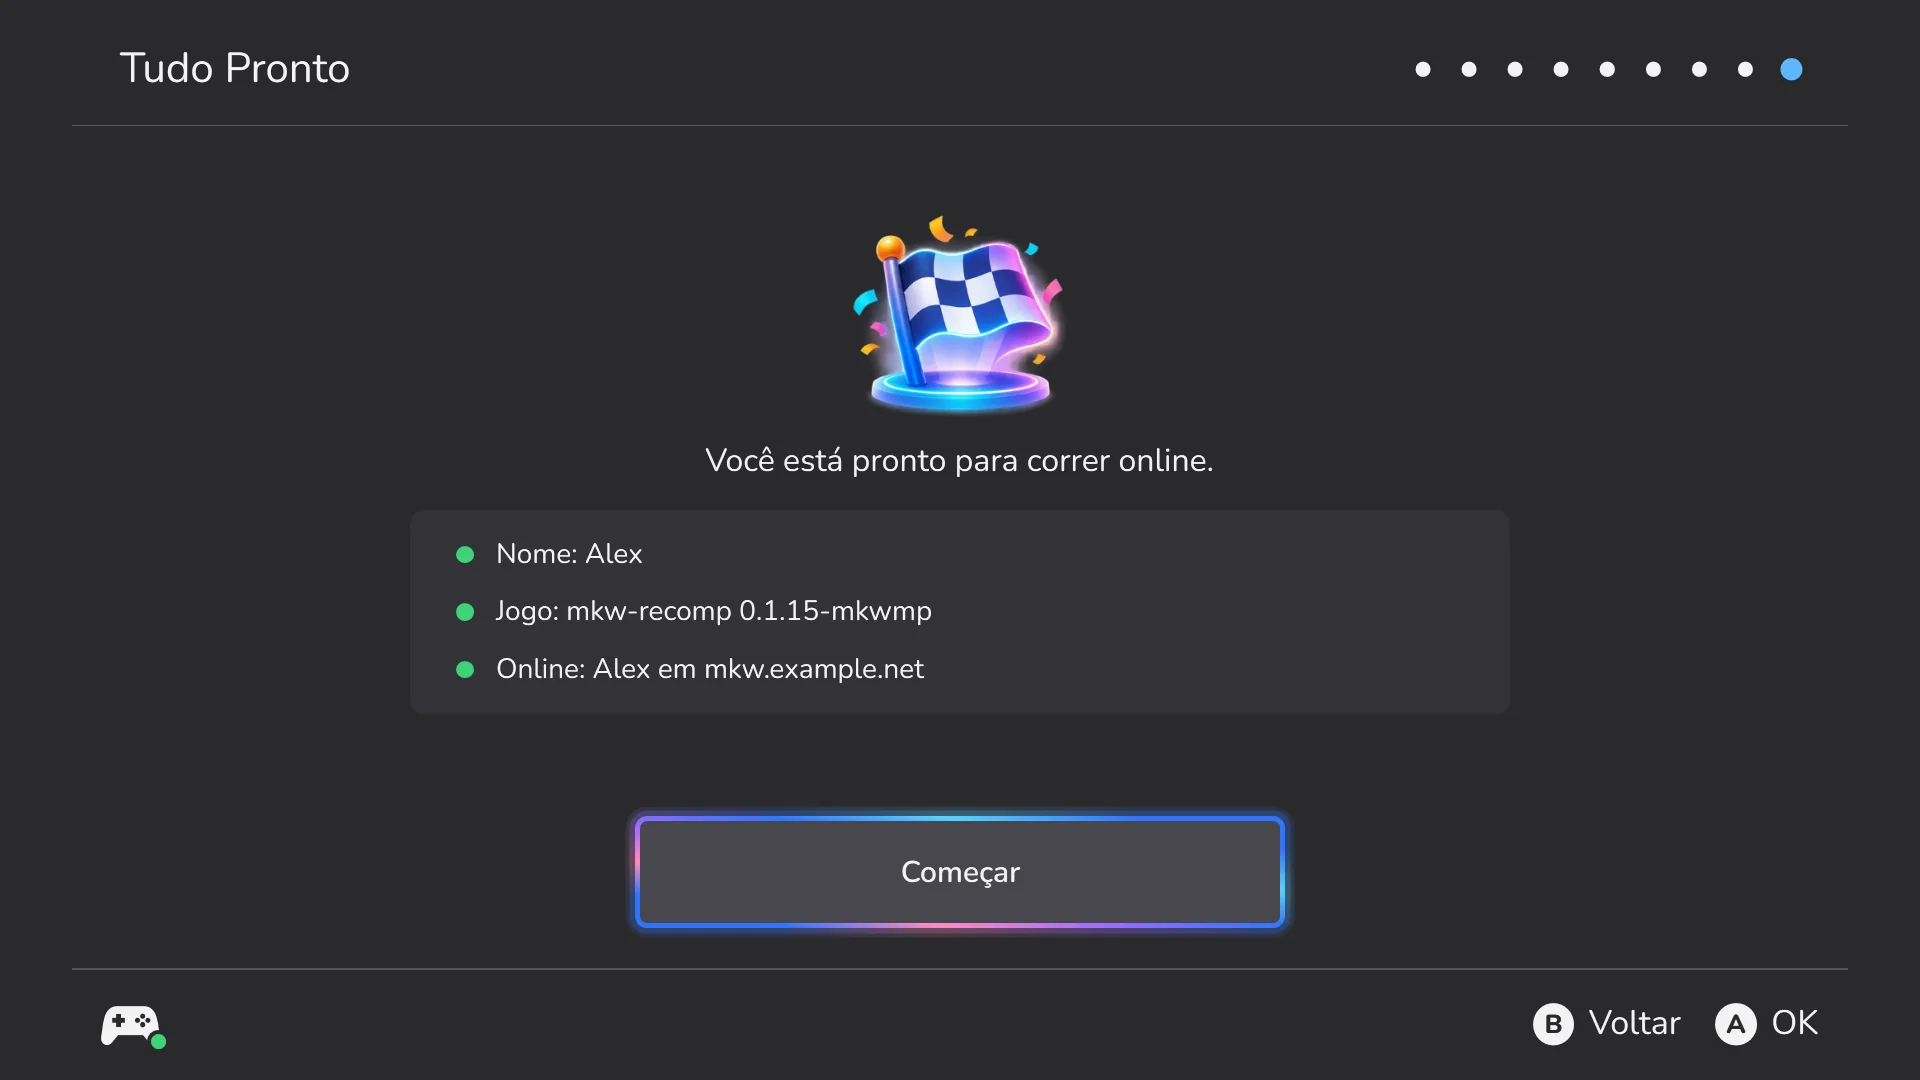 Tudo Pronto
Você está pronto para correr online.
Nome: Alex
Jogo: mkw-recomp 0.1.15-mkwmp
Online: Alex em mkw.example.net
Começar
B Voltar A OK